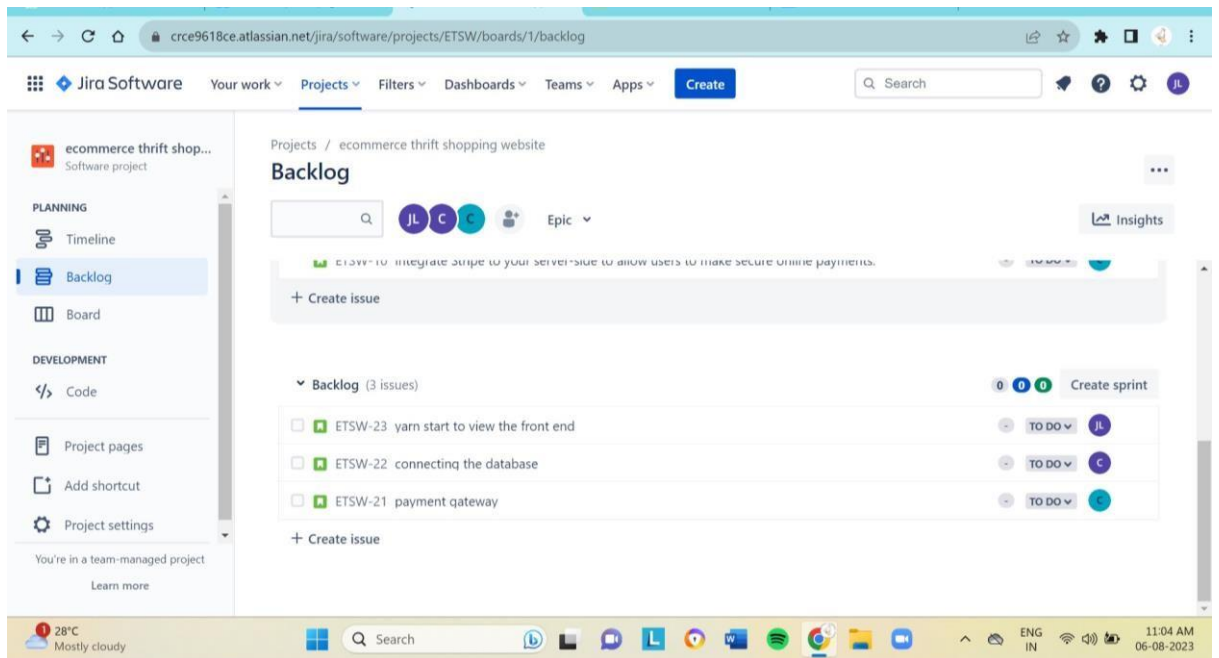 crce9618ce.atlassian.net/jira/software/projects/ETSW/boards/1/backlog
Jira Software Your work Projects Filters Dashboards Teams Apps Create Search JL
ecommerce thrift shop...
Software project
PLANNING
Timeline
Backlog
Board
DEVELOPMENT
Code
Project pages
Add shortcut
Project settings
You're in a team-managed project
Learn more
Projects / ecommerce thrift shopping website
Backlog
JL C C Epic Insights
ETSW-10 Integrate Stripe to your server-side to allow users to make secure online payments. - TO DO C
+ Create issue
Backlog (3 issues) 0 0 0 Create sprint
ETSW-23 yarn start to view the front end - TO DO JL
ETSW-22 connecting the database - TO DO C
ETSW-21 payment gateway - TO DO C
+ Create issue
1 28°C
Mostly cloudy
Search
ENG
IN
11:04 AM
06-08-2023